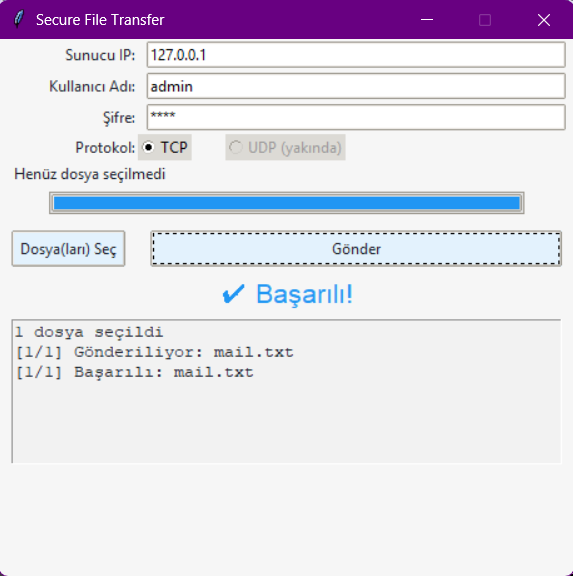 Secure File Transfer
Sunucu IP: 127.0.0.1
Kullanıcı Adı: admin
Şifre: ****
Protokol: TCP UDP (yakında)
Henüz dosya seçilmedi
Dosya(ları) Seç Gönder
✔ Başarılı!
1 dosya seçildi
[1/1] Gönderiliyor: mail.txt
[1/1] Başarılı: mail.txt